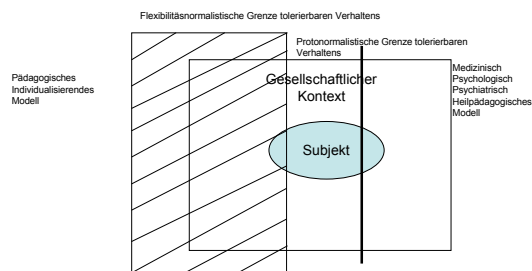 Flexibilitäsnormalistische Grenze tolerierbaren Verhaltens
Protonormalistische Grenze tolerierbaren
Verhaltens
Pädagogisches
Individualisierendes
Modell
Medizinisch
Psychologisch
Psychiatrisch
Heilpädagogisches
Modell
Gesellschaftlicher
Kontext
Subjekt